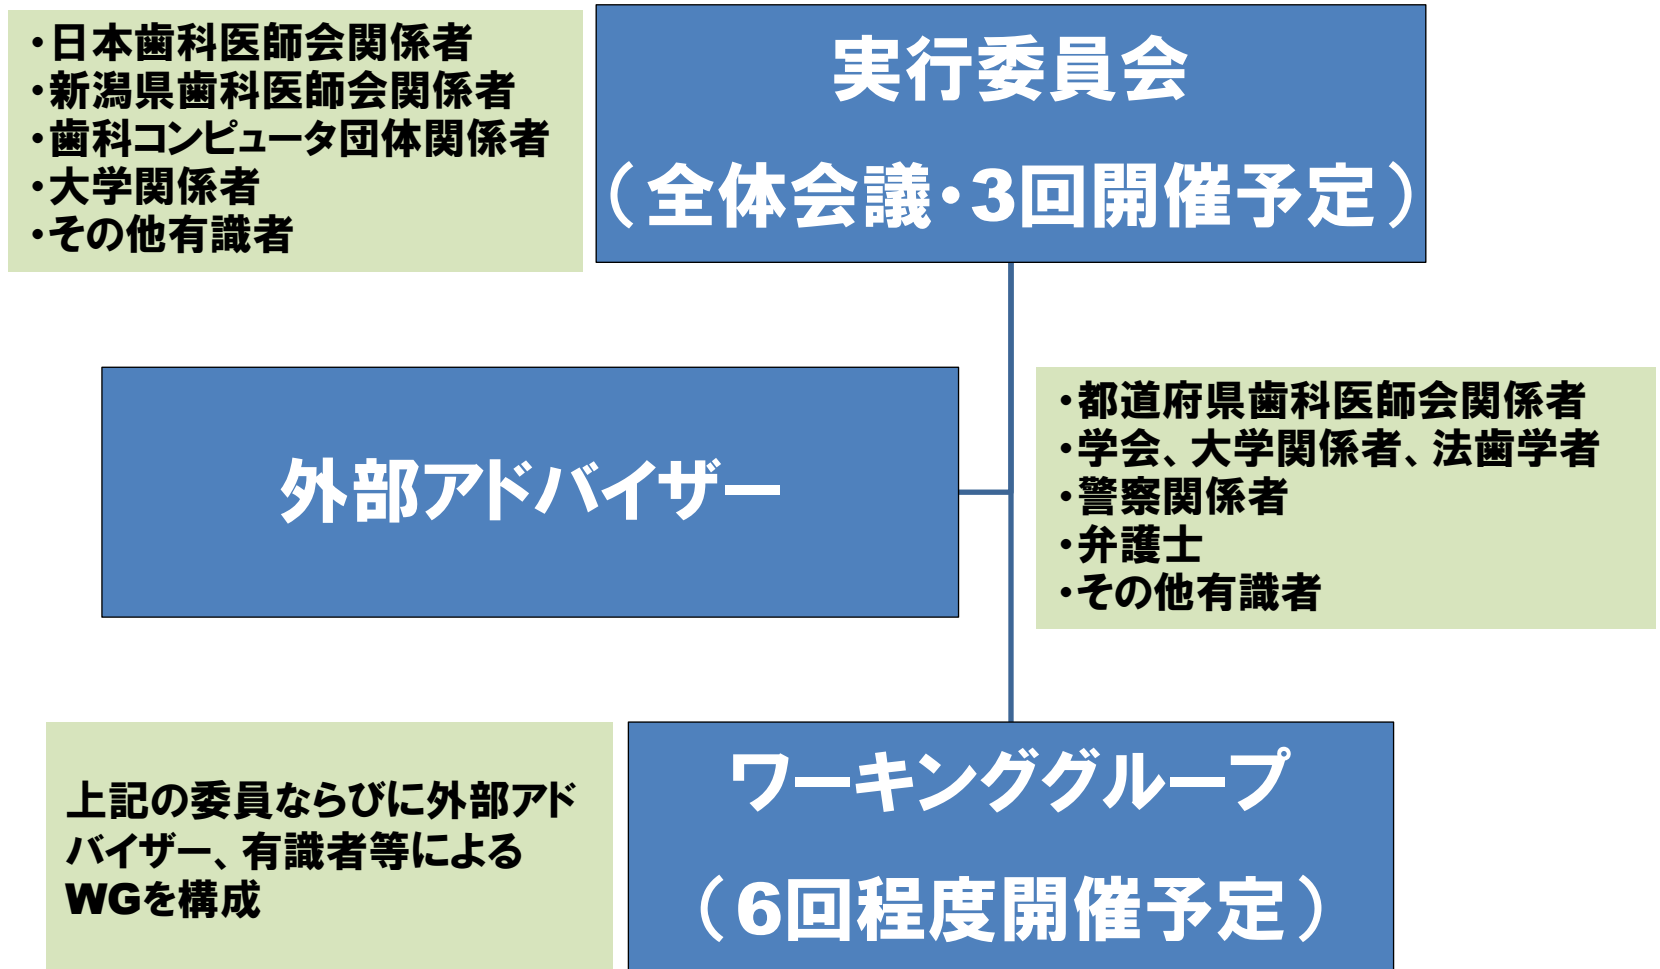 ・日本歯科医師会関係者
・新潟県歯科医師会関係者
・歯科コンピュータ団体関係者
・大学関係者
・その他有識者
実行委員会
（全体会議・3回開催予定）
外部アドバイザー
・都道府県歯科医師会関係者
・学会、大学関係者、法歯学者
・警察関係者
・弁護士
・その他有識者
上記の委員ならびに外部アド
バイザー、有識者等による
WGを構成
ワーキンググループ
（6回程度開催予定）